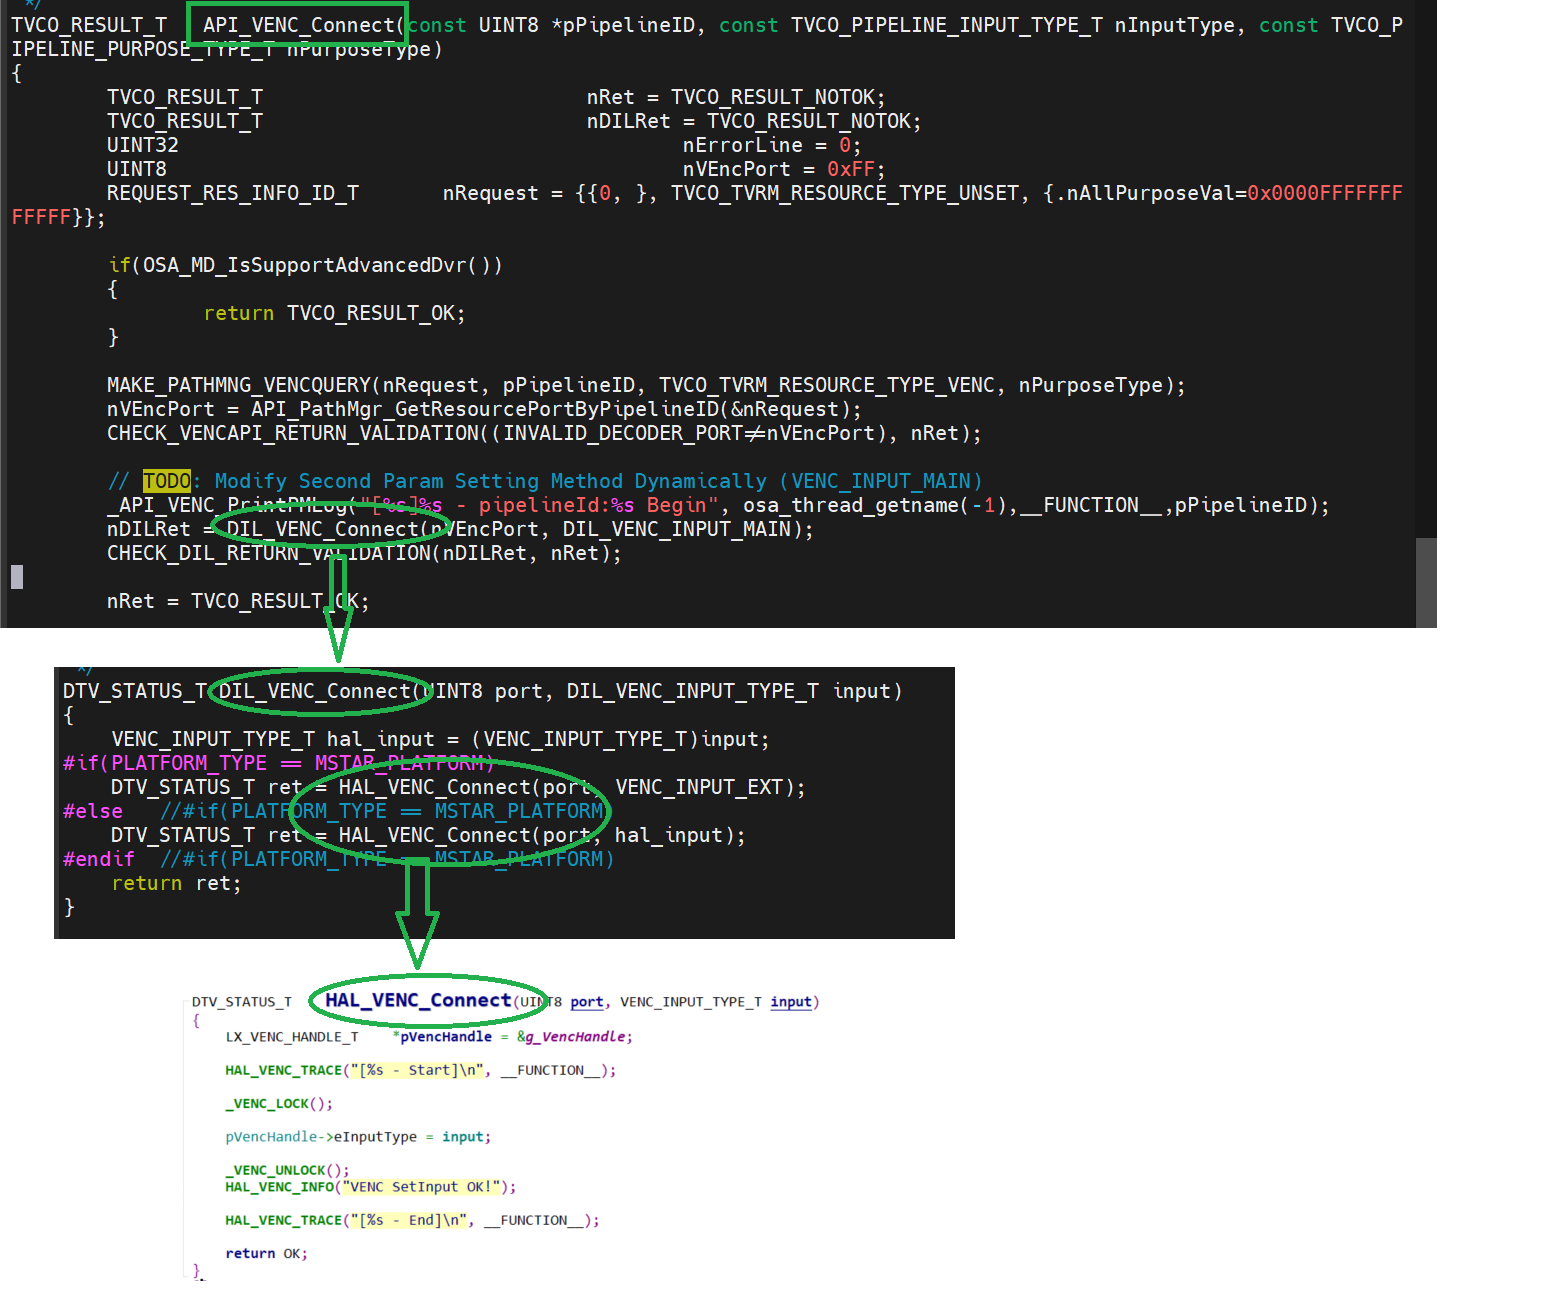 */
TVCO_RESULT_T   API_VENC_Connect(const UINT8 *pPipelineID, const TVCO_PIPELINE_INPUT_TYPE_T nInputType, const TVCO_P
IPELINE_PURPOSE_TYPE_T nPurposeType)
{
        TVCO_RESULT_T                           nRet = TVCO_RESULT_NOTOK;
        TVCO_RESULT_T                           nDILRet = TVCO_RESULT_NOTOK;
        UINT32                                          nErrorLine = 0;
        UINT8                                           nVEncPort = 0xFF;
        REQUEST_RES_INFO_ID_T       nRequest = {{0, }, TVCO_TVRM_RESOURCE_TYPE_UNSET, {.nAllPurposeVal=0x0000FFFFFFF
FFFFF}};
        if(OSA_MD_IsSupportAdvancedDvr())
        {
                return TVCO_RESULT_OK;
        }
        MAKE_PATHMNG_VENCQUERY(nRequest, pPipelineID, TVCO_TVRM_RESOURCE_TYPE_VENC, nPurposeType);
        nVEncPort = API_PathMgr_GetResourcePortByPipelineID(&nRequest);
        CHECK_VENCAPI_RETURN_VALIDATION((INVALID_DECODER_PORT!=nVEncPort), nRet);
        // TODO: Modify Second Param Setting Method Dynamically (VENC_INPUT_MAIN)
        _API_VENC_PrintPMLog("[%s]%s - pipelineId:%s Begin", osa_thread_getname(-1),__FUNCTION__,pPipelineID);
        nDILRet = DIL_VENC_Connect(nVEncPort, DIL_VENC_INPUT_MAIN);
        CHECK_DIL_RETURN_VALIDATION(nDILRet, nRet);
        nRet = TVCO_RESULT_OK;
*/
DTV_STATUS_T DIL_VENC_Connect(UINT8 port, DIL_VENC_INPUT_TYPE_T input)
{
    VENC_INPUT_TYPE_T hal_input = (VENC_INPUT_TYPE_T)input;
#if(PLATFORM_TYPE == MSTAR_PLATFORM)
    DTV_STATUS_T ret = HAL_VENC_Connect(port, VENC_INPUT_EXT);
#else   //#if(PLATFORM_TYPE == MSTAR_PLATFORM)
    DTV_STATUS_T ret = HAL_VENC_Connect(port, hal_input);
#endif  //#if(PLATFORM_TYPE == MSTAR_PLATFORM)
    return ret;
}
DTV_STATUS_T    HAL_VENC_Connect(UINT8 port, VENC_INPUT_TYPE_T input)
{
    LX_VENC_HANDLE_T    *pVencHandle = &g_VencHandle;
    HAL_VENC_TRACE("[%s - Start]\n", __FUNCTION__);
    _VENC_LOCK();
    pVencHandle->eInputType = input;
    _VENC_UNLOCK();
    HAL_VENC_INFO("VENC SetInput OK!");
    HAL_VENC_TRACE("[%s - End]\n", __FUNCTION__);
    return OK;
}